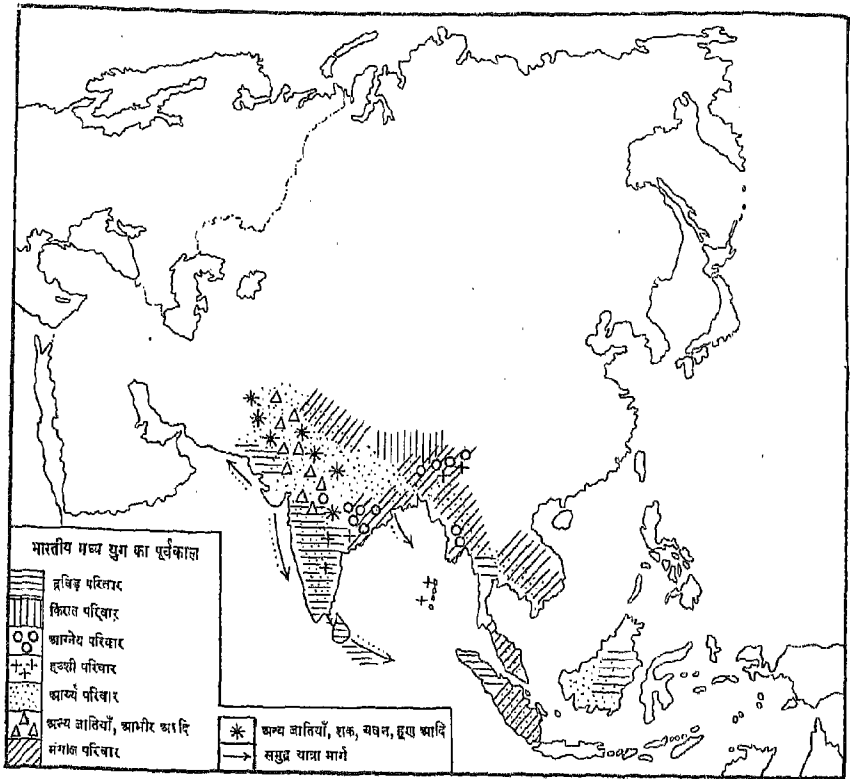 भारतीय मध्य युग का पूर्वकाल
द्रविड़ परिवार
किरात परिवार
आग्नेय परिवार
हब्शी परिवार
आर्य्य परिवार
अन्य जातियाँ, आभीर आदि
मंगोल परिवार
अन्य जातियाँ, शक, यवन, हूण आदि
समुद्र यात्रा मार्ग